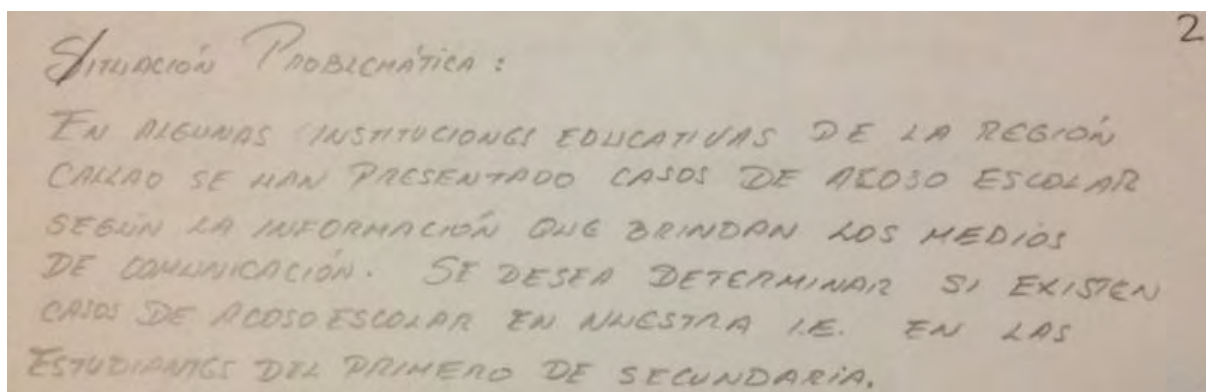 2
SITUACIÓN PROBLEMÁTICA:
EN ALGUNAS INSTITUCIONES EDUCATIVAS DE LA REGIÓN
CALLAO SE HAN PRESENTADO CASOS DE ACOSO ESCOLAR
SEGÚN LA INFORMACIÓN QUE BRINDAN LOS MEDIOS
DE COMUNICACIÓN. SE DESEA DETERMINAR SI EXISTEN
CASOS DE ACOSO ESCOLAR EN NUESTRA I.E. EN LAS
ESTUDIANTES DEL PRIMERO DE SECUNDARIA.